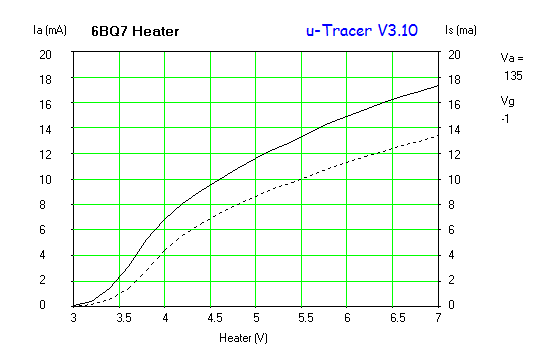 Ia (mA) 6BQ7 Heater u-Tracer V3.10 Is (ma)
20 20
Va =
135
18 18
Vg
-1
16 16
14 14
12 12
10 10
8 8
6 6
4 4
2 2
0 0
3 3.5 4 4.5 5 5.5 6 6.5 7
Heater (V)